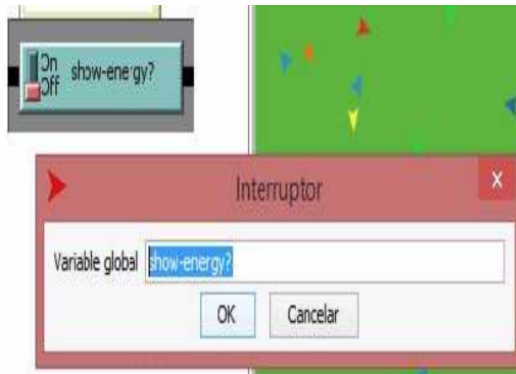 On
Off
show-energy?
Interruptor
x
Variable global show-energy?
OK Cancelar